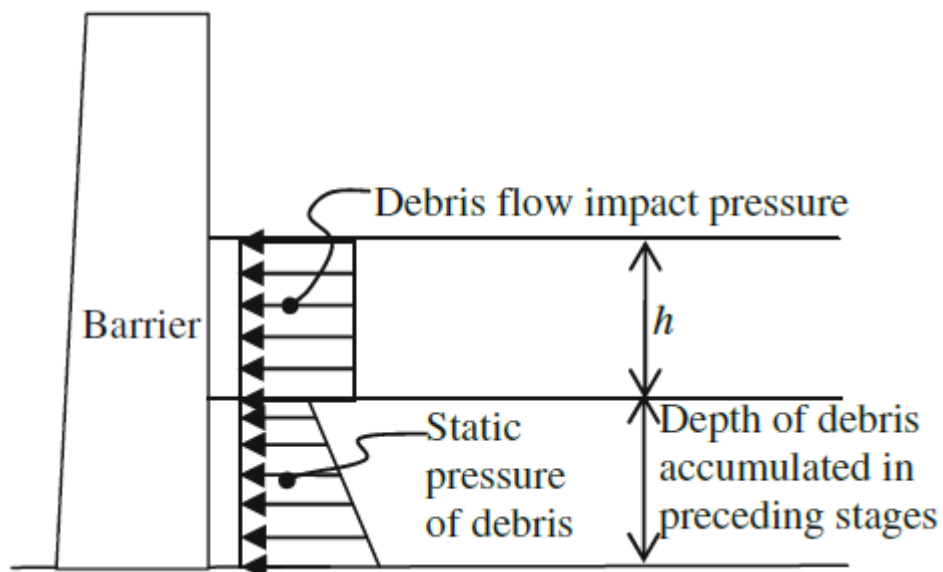 Debris flow impact pressure
Barrier
h
Static
pressure
of debris
Depth of debris
accumulated in
preceding stages